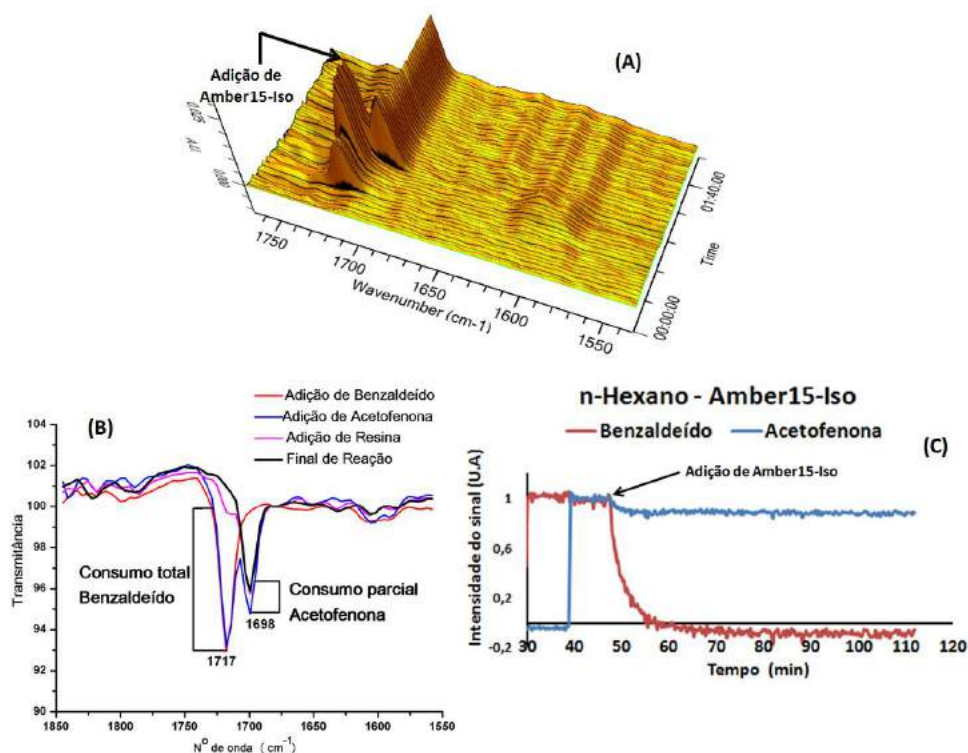 (A)
Adição de
Amber15-Iso
1750
1700
1650
1600
1550
Wavenumber (cm-1)
00:00:00
01:40:00
Time
(B)
Adição de Benzaldeído
Adição de Acetofenona
Adição de Resina
Final de Reação
104
102
100
98
96
94
92
90
Transmitância
Consumo total
Benzaldeído
Consumo parcial
Acetofenona
1698
1717
1850
1800
1750
1700
1650
1600
1550
Nº de onda ( cm⁻¹)
n-Hexano - Amber15-Iso
Benzaldeído
Acetofenona
(C)
Adição de Amber15-Iso
Intensidade do sinal (U.A)
1
0,6
0,2
-0,2
30 40 50 60 70 80 90 100 110 120
Tempo (min)